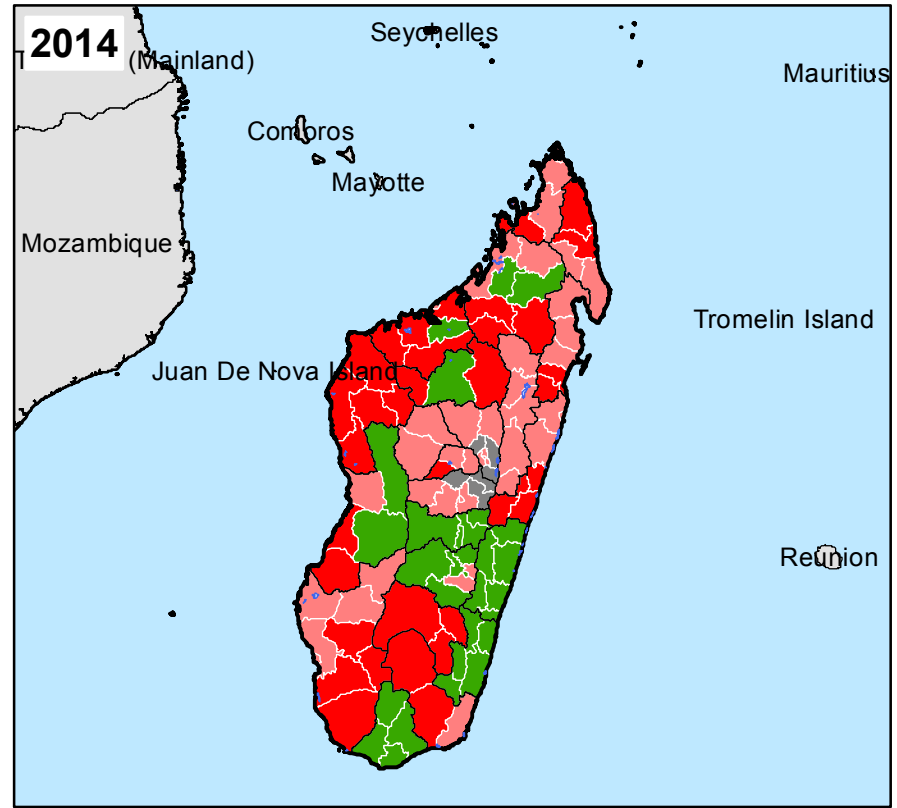 2014
Seychelles
(Mainland)
Mauritius
Comoros
Mayotte
Mozambique
Tromelin Island
Juan De Nova Island
Reunion